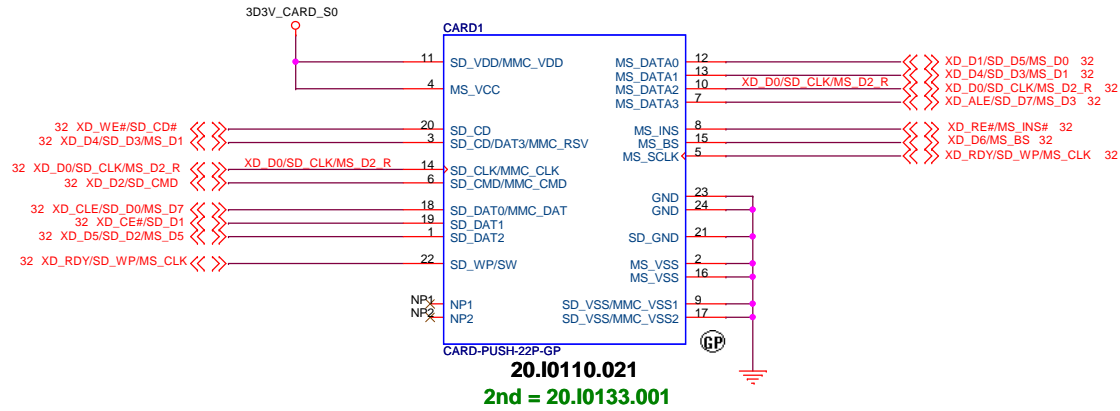 3D3V_CARD_S0
CARD1
11 SD_VDD/MMC_VDD MS_DATA0 12 XD_D1/SD_D5/MS_D0 32
MS_DATA1 13 XD_D4/SD_D3/MS_D1 32
4 MS_VCC MS_DATA2 10 XD_D0/SD_CLK/MS_D2_R XD_D0/SD_CLK/MS_D2_R 32
MS_DATA3 7 XD_ALE/SD_D7/MS_D3 32
32 XD_WE#/SD_CD# 20 SD_CD MS_INS 8 XD_RE#/MS_INS# 32
32 XD_D4/SD_D3/MS_D1 3 SD_CD/DAT3/MMC_RSV MS_BS 15 XD_D6/MS_BS 32
MS_SCLK 5 XD_RDY/SD_WP/MS_CLK 32
32 XD_D0/SD_CLK/MS_D2_R XD_D0/SD_CLK/MS_D2_R 14 SD_CLK/MMC_CLK
32 XD_D2/SD_CMD 6 SD_CMD/MMC_CMD
GND 23
32 XD_CLE/SD_D0/MS_D7 18 SD_DAT0/MMC_DAT GND 24
32 XD_CE#/SD_D1 19 SD_DAT1
32 XD_D5/SD_D2/MS_D5 1 SD_DAT2 SD_GND 21
32 XD_RDY/SD_WP/MS_CLK 22 SD_WP/SW MS_VSS 2
MS_VSS 16
NP1 NP1 SD_VSS/MMC_VSS1 9
NP2 NP2 SD_VSS/MMC_VSS2 17
GP
CARD-PUSH-22P-GP
20.I0110.021
2nd = 20.I0133.001